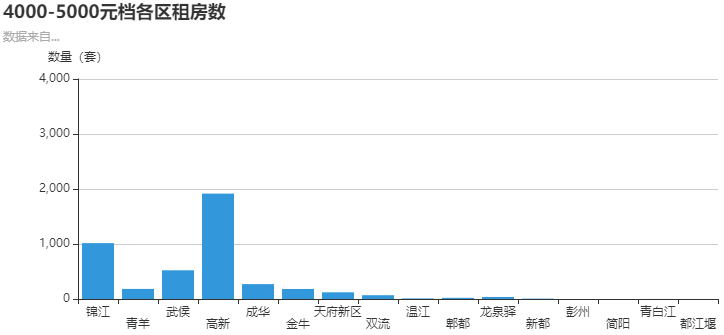 4000-5000元档各区租房数
数据来自...
数量（套）
4,000
3,000
2,000
1,000
0
锦江 武侯 成华 天府新区 温江 龙泉驿 彭州 青白江
青羊 高新 金牛 双流 郫都 新都 简阳 都江堰